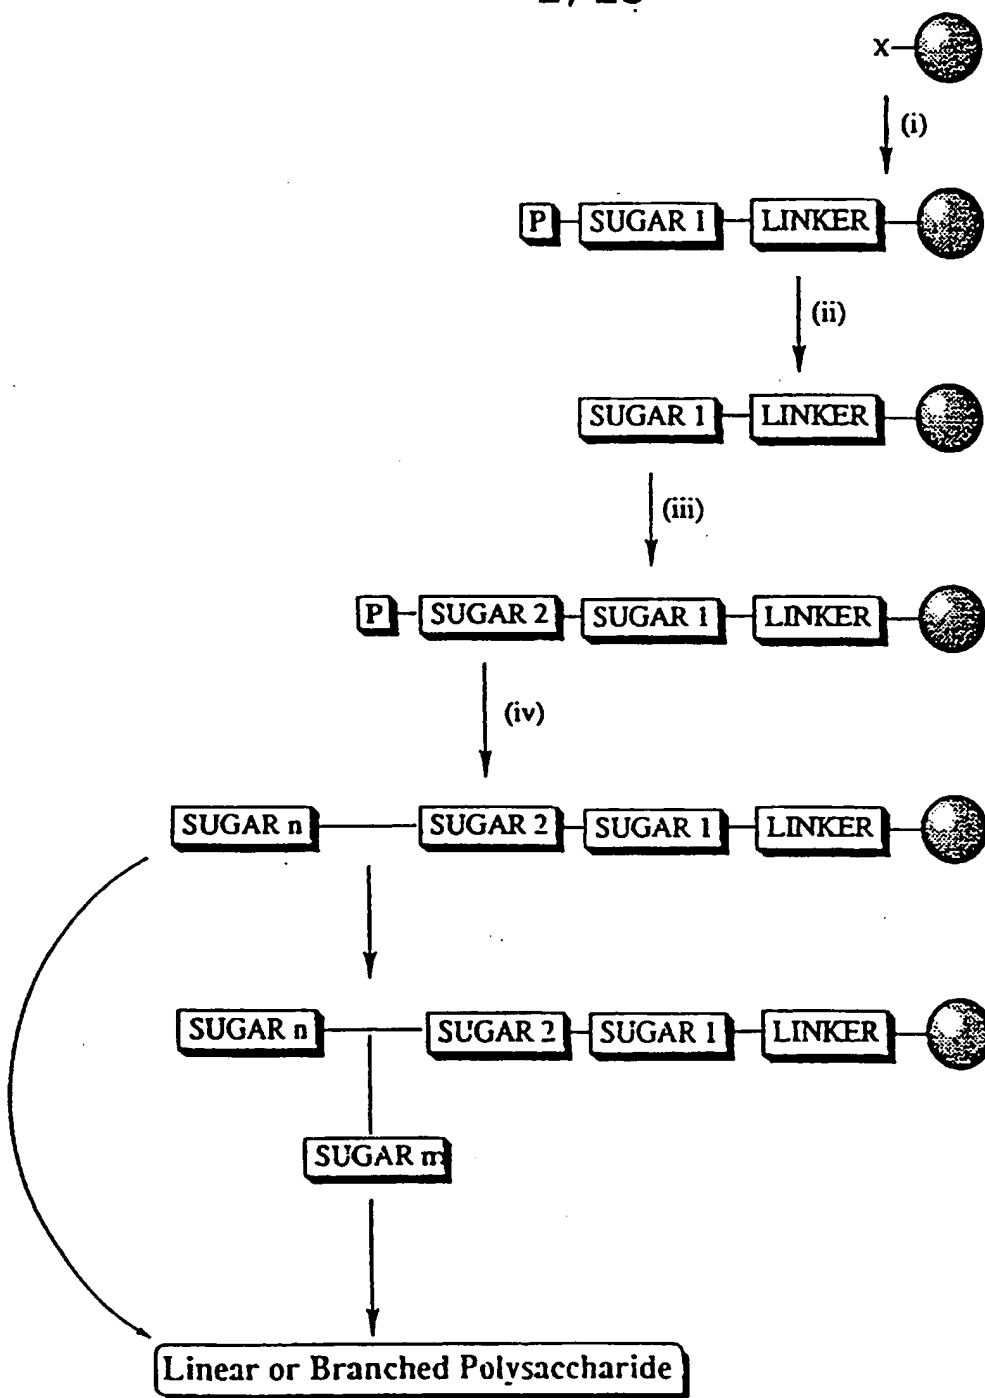 X
(i)
P SUGAR 1 LINKER
(ii)
SUGAR 1 LINKER
(iii)
P SUGAR 2 SUGAR 1 LINKER
(iv)
SUGAR n SUGAR 2 SUGAR 1 LINKER
SUGAR n SUGAR 2 SUGAR 1 LINKER
SUGAR m
Linear or Branched Polysaccharide